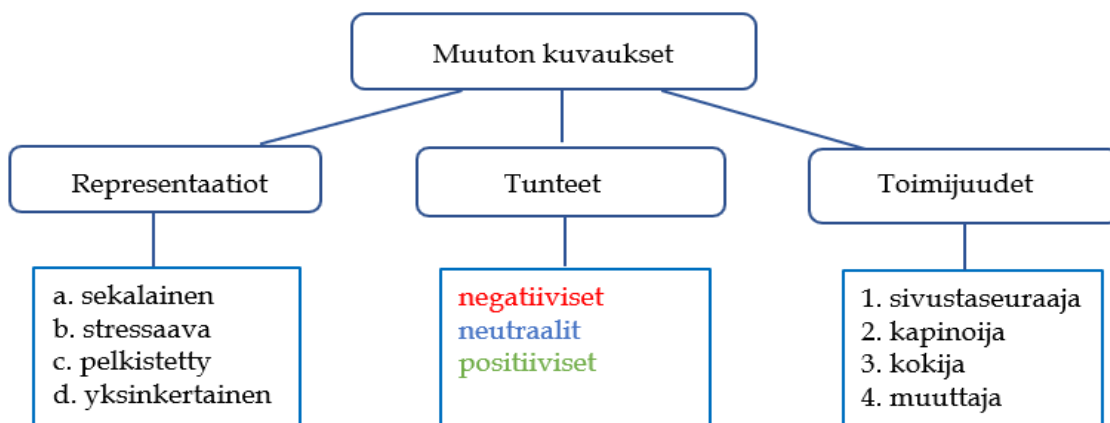 Muuton kuvaukset
Representaatiot
Tunteet
Toimijuudet
a. sekalainen
b. stressaava
c. pelkistetty
d. yksinkertainen
negatiiviset
neutraalit
positiiviset
1. sivustaseuraaja
2. kapinoija
3. kokija
4. muuttaja